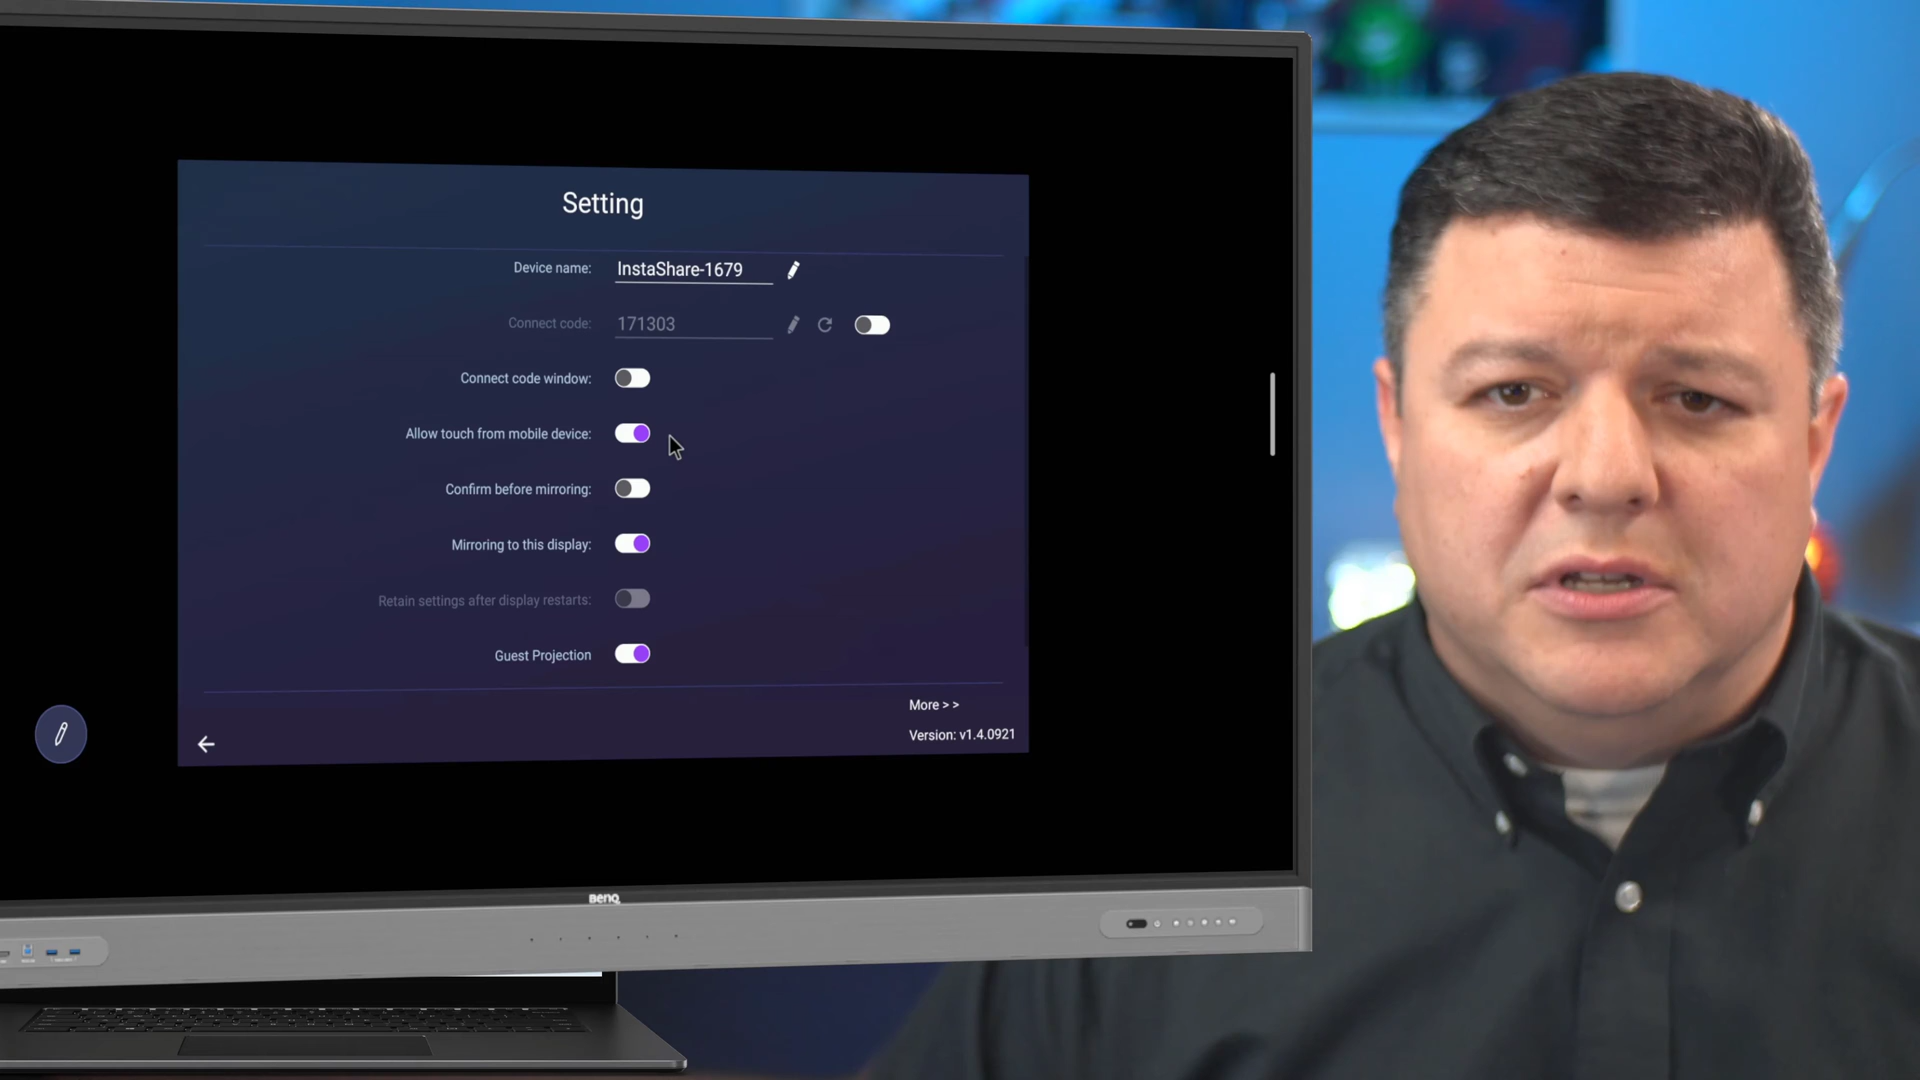 Setting
Device name: InstaShare-1679
Connect code: 171303
Connect code window:
Allow touch from mobile device:
Confirm before mirroring:
Mirroring to this display:
Retain settings after display restarts:
Guest Projection
More > >
Version: v1.4.0921
BenQ